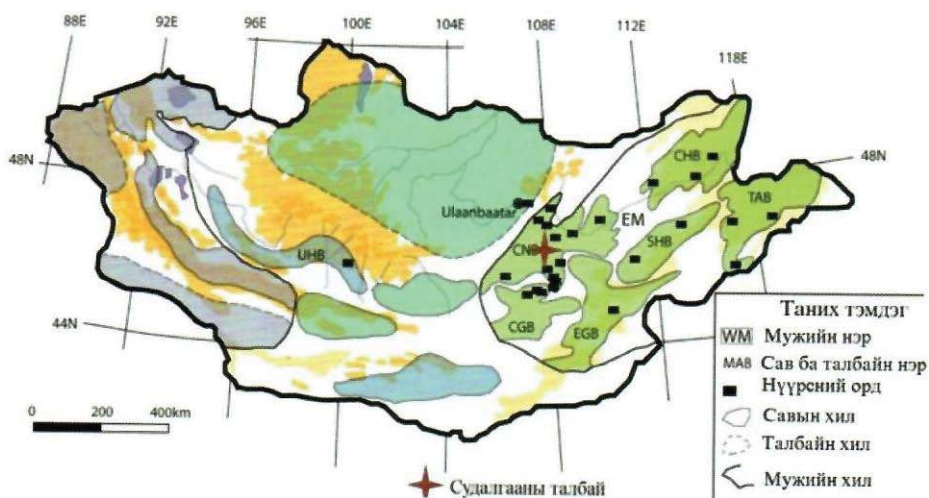 88E 92E 96E 100E 104E 108E 112E 118E
48N 48N
CHB
TAB
Ulaanbaatar EM
SHB
UHB CNB
44N
CGB EGB
Таних тэмдэг
WM Мужийн нэр
МАВ Сав ба талбайн нэр
Нүүрсний орд
Савын хил
Талбайн хил
Мужийн хил
0 200 400km
Судалгааны талбай